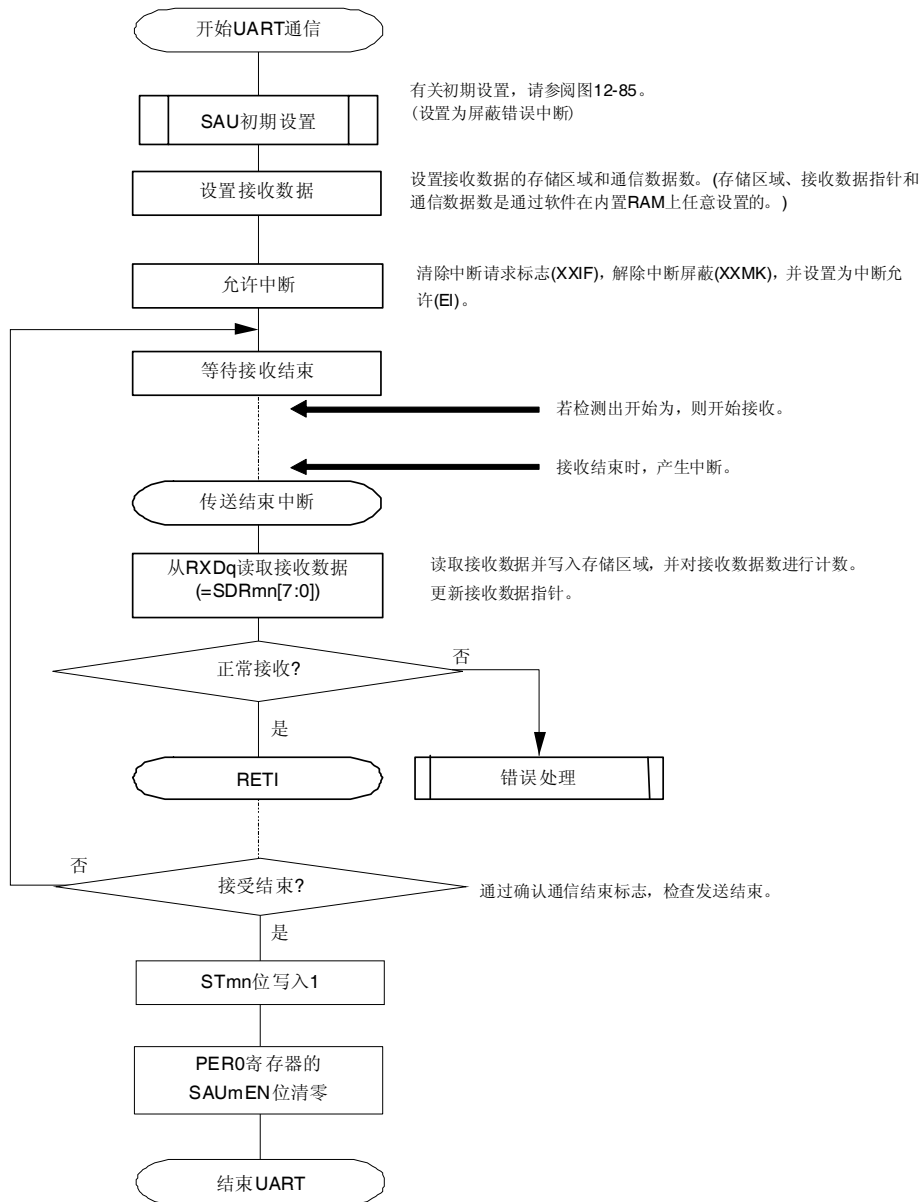 开始UART通信
有关初期设置，请参阅图12-85。
(设置为屏蔽错误中断)
SAU初期设置
设置接收数据
设置接收数据的存储区域和通信数据数。(存储区域、接收数据指针和
通信数据数是通过软件在内置RAM上任意设置的。)
允许中断
清除中断请求标志(XXIF)，解除中断屏蔽(XXMK)，并设置为中断允
许(EI)。
等待接收结束
若检测出开始为，则开始接收。
接收结束时，产生中断。
传送结束中断
从RXDq读取接收数据
(=SDRmn[7:0])
读取接收数据并写入存储区域，并对接收数据数进行计数。
更新接收数据指针。
正常接收?
否
是
RETI
错误处理
否
接受结束?
通过确认通信结束标志，检查发送结束。
是
STmn位写入1
PER0寄存器的
SAUmEN位清零
结束UART